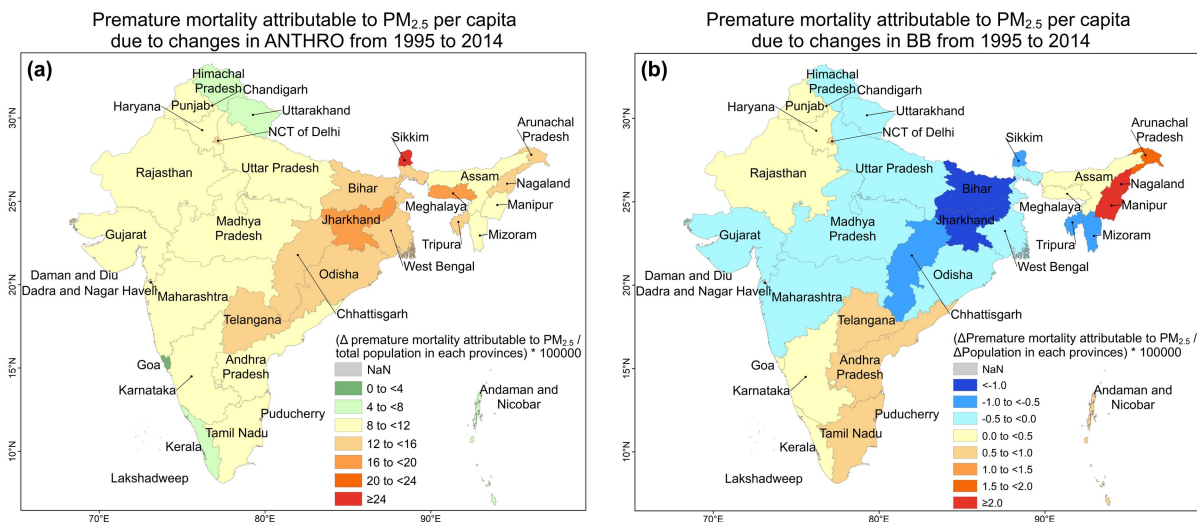 Premature mortality attributable to PM2.5 per capita
due to changes in ANTHRO from 1995 to 2014
(a)
Himachal
Pradesh
Chandigarh
Punjab
Haryana
Uttarakhand
NCT of Delhi
Sikkim
Arunachal
Pradesh
Rajasthan
Uttar Pradesh
Assam
Nagaland
Bihar
Meghalaya
Manipur
Jharkhand
Madhya
Pradesh
Gujarat
Tripura
Mizoram
West Bengal
Odisha
Daman and Diu
Dadra and Nagar Haveli
Maharashtra
Chhattisgarh
Telangana
Goa
Andhra
Pradesh
Karnataka
Puducherry
Andaman and
Nicobar
Tamil Nadu
Kerala
Lakshadweep
(Δ premature mortality attributable to PM2.5 /
total population in each provinces) * 100000
NaN
0 to <4
4 to <8
8 to <12
12 to <16
16 to <20
20 to <24
≥24
30°N
25°N
20°N
15°N
10°N
70°E
80°E
90°E
Premature mortality attributable to PM2.5 per capita
due to changes in BB from 1995 to 2014
(b)
Himachal
Pradesh
Chandigarh
Punjab
Haryana
Uttarakhand
NCT of Delhi
Sikkim
Arunachal
Pradesh
Rajasthan
Uttar Pradesh
Assam
Nagaland
Bihar
Meghalaya
Manipur
Jharkhand
Madhya
Pradesh
Gujarat
Tripura
Mizoram
West Bengal
Odisha
Daman and Diu
Dadra and Nagar Haveli
Maharashtra
Chhattisgarh
Telangana
Goa
Andhra
Pradesh
Karnataka
Puducherry
Andaman and
Nicobar
Tamil Nadu
Kerala
Lakshadweep
(ΔPremature mortality attributable to PM2.5 /
ΔPopulation in each provinces) * 100000
NaN
<-1.0
-1.0 to <-0.5
-0.5 to <0.0
0.0 to <0.5
0.5 to <1.0
1.0 to <1.5
1.5 to <2.0
≥2.0
30°N
25°N
20°N
15°N
10°N
70°E
80°E
90°E